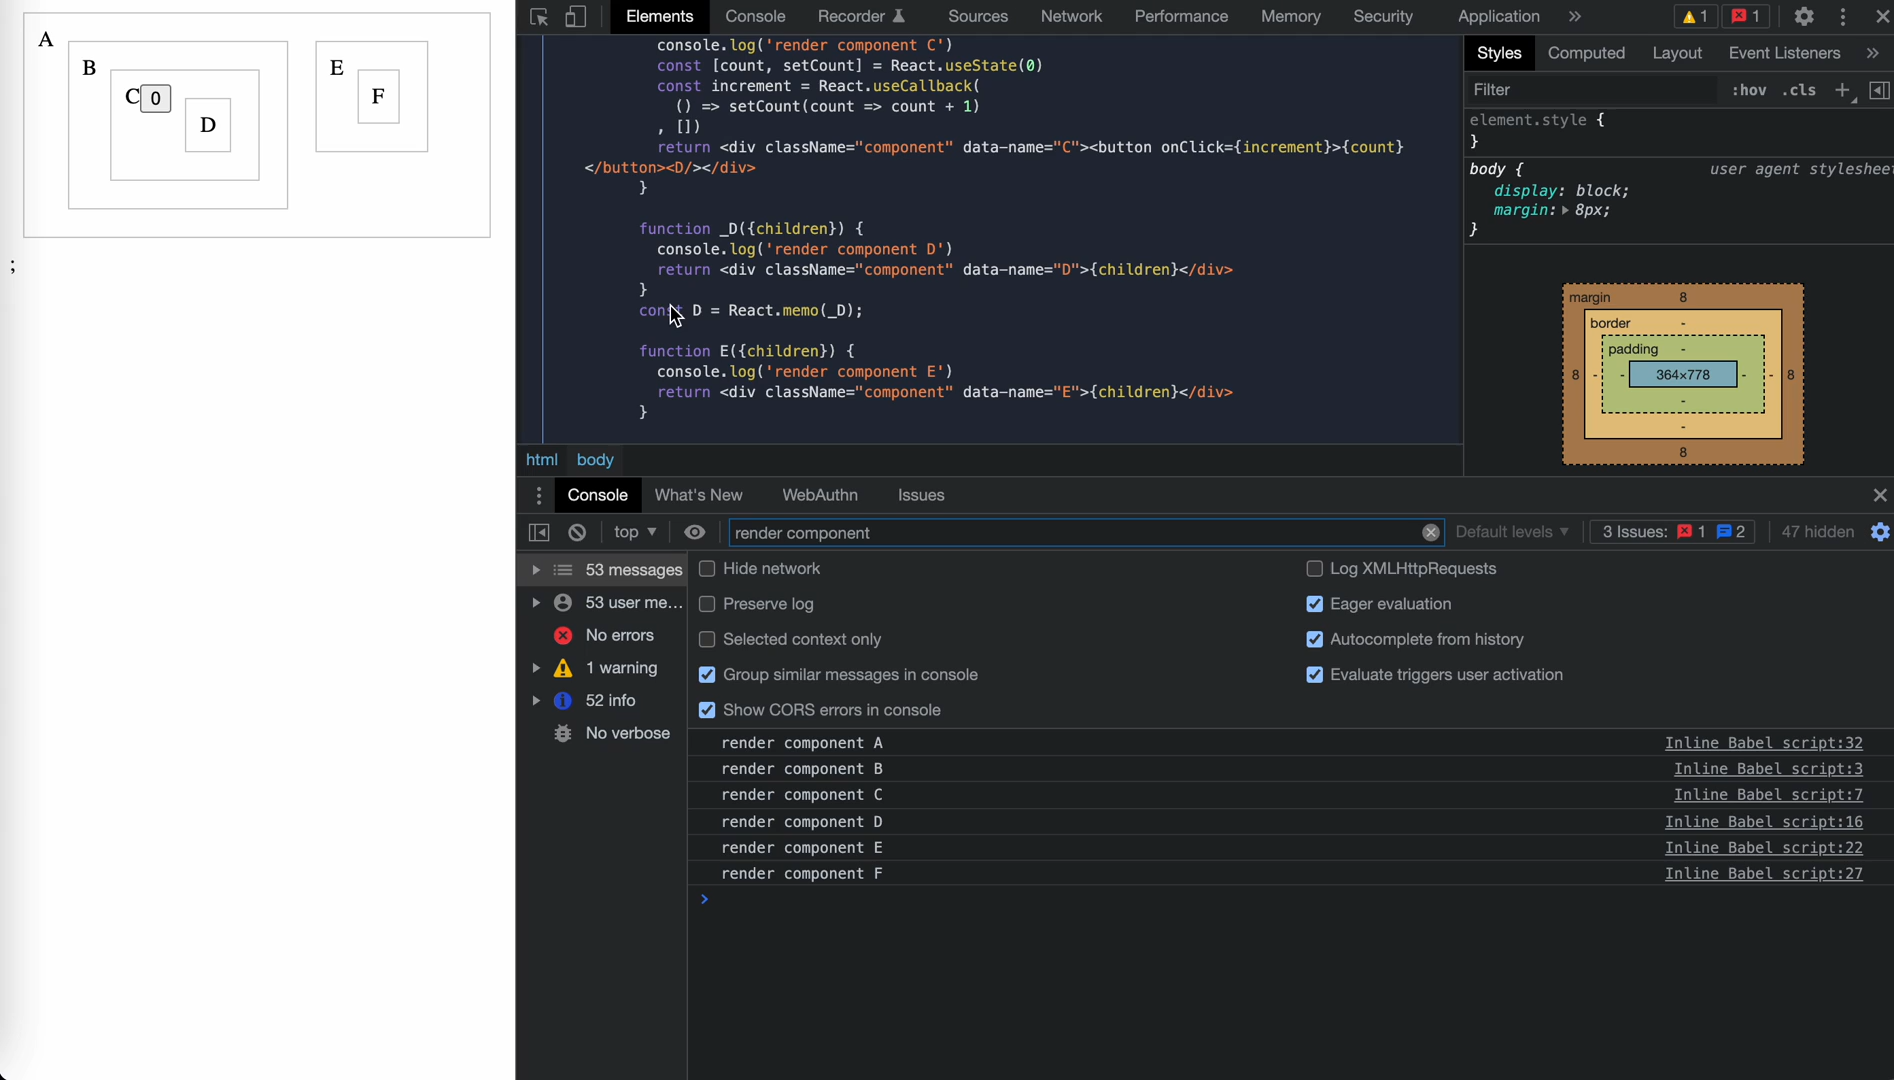 A
B
C 0
D
E
F
;
Elements Console Recorder Sources Network Performance Memory Security Application » 1 1
console.log('render component C')
const [count, setCount] = React.useState(0)
const increment = React.useCallback(
() => setCount(count => count + 1)
, [])
return <div className="component" data-name="C"><button onClick={increment}>{count}
</button><D/></div>
}
function _D({children}) {
console.log('render component D')
return <div className="component" data-name="D">{children}</div>
}
const D = React.memo(_D);
function E({children}) {
console.log('render component E')
return <div className="component" data-name="E">{children}</div>
}
html body
Styles Computed Layout Event Listeners »
Filter :hov .cls +
element.style {
}
body { user agent stylesheet
display: block;
margin: 8px;
}
margin 8
border -
padding -
8 - - 364×778 - - 8
-
-
8
Console What's New WebAuthn Issues
top render component Default levels 3 Issues: 1 2 47 hidden
53 messages
53 user me...
No errors
1 warning
52 info
No verbose
Hide network
Preserve log
Selected context only
Group similar messages in console
Show CORS errors in console
Log XMLHttpRequests
Eager evaluation
Autocomplete from history
Evaluate triggers user activation
render component A Inline Babel script:32
render component B Inline Babel script:3
render component C Inline Babel script:7
render component D Inline Babel script:16
render component E Inline Babel script:22
render component F Inline Babel script:27
>